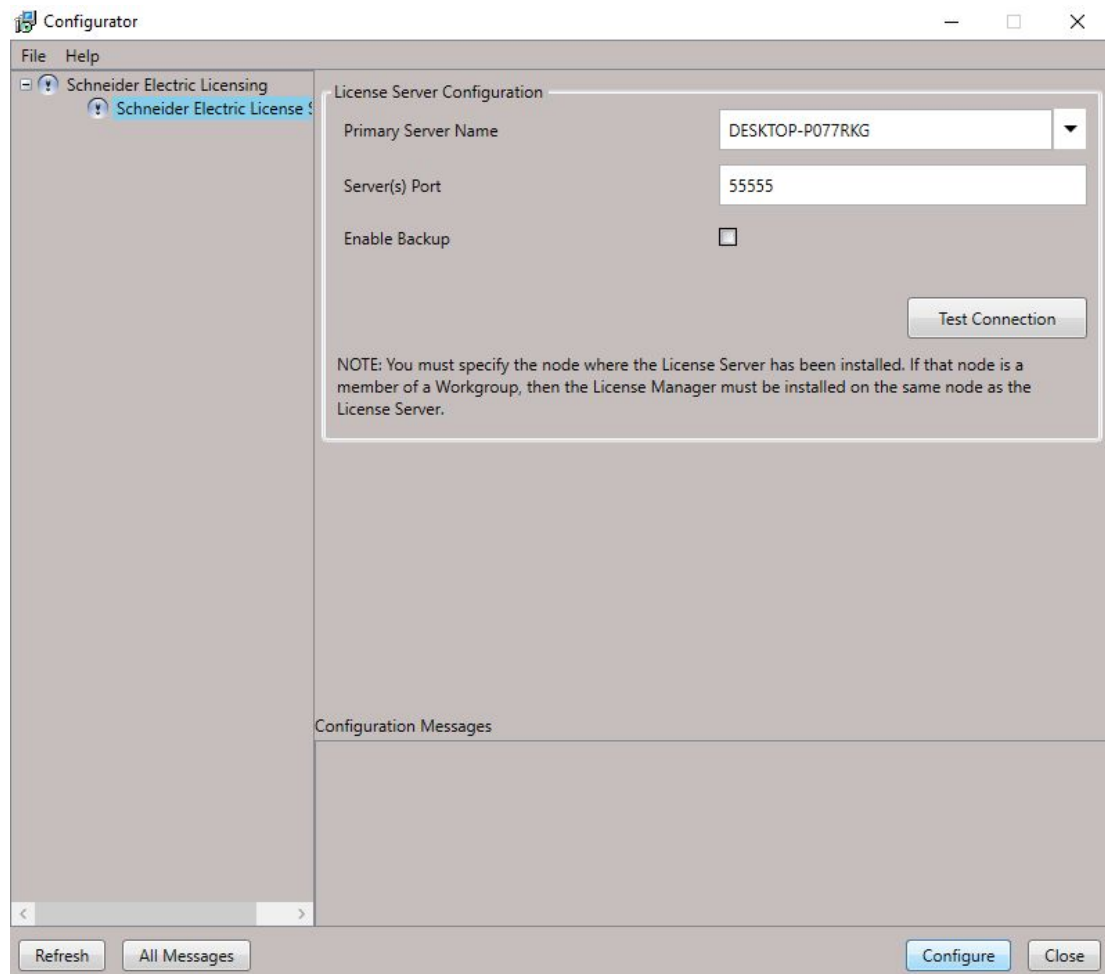 Configurator
File Help
Schneider Electric Licensing
Schneider Electric License
License Server Configuration
Primary Server Name
DESKTOP-P077RKG
Server(s) Port
55555
Enable Backup
Test Connection
NOTE: You must specify the node where the License Server has been installed. If that node is a
member of a Workgroup, then the License Manager must be installed on the same node as the
License Server.
Configuration Messages
Refresh
All Messages
Configure
Close